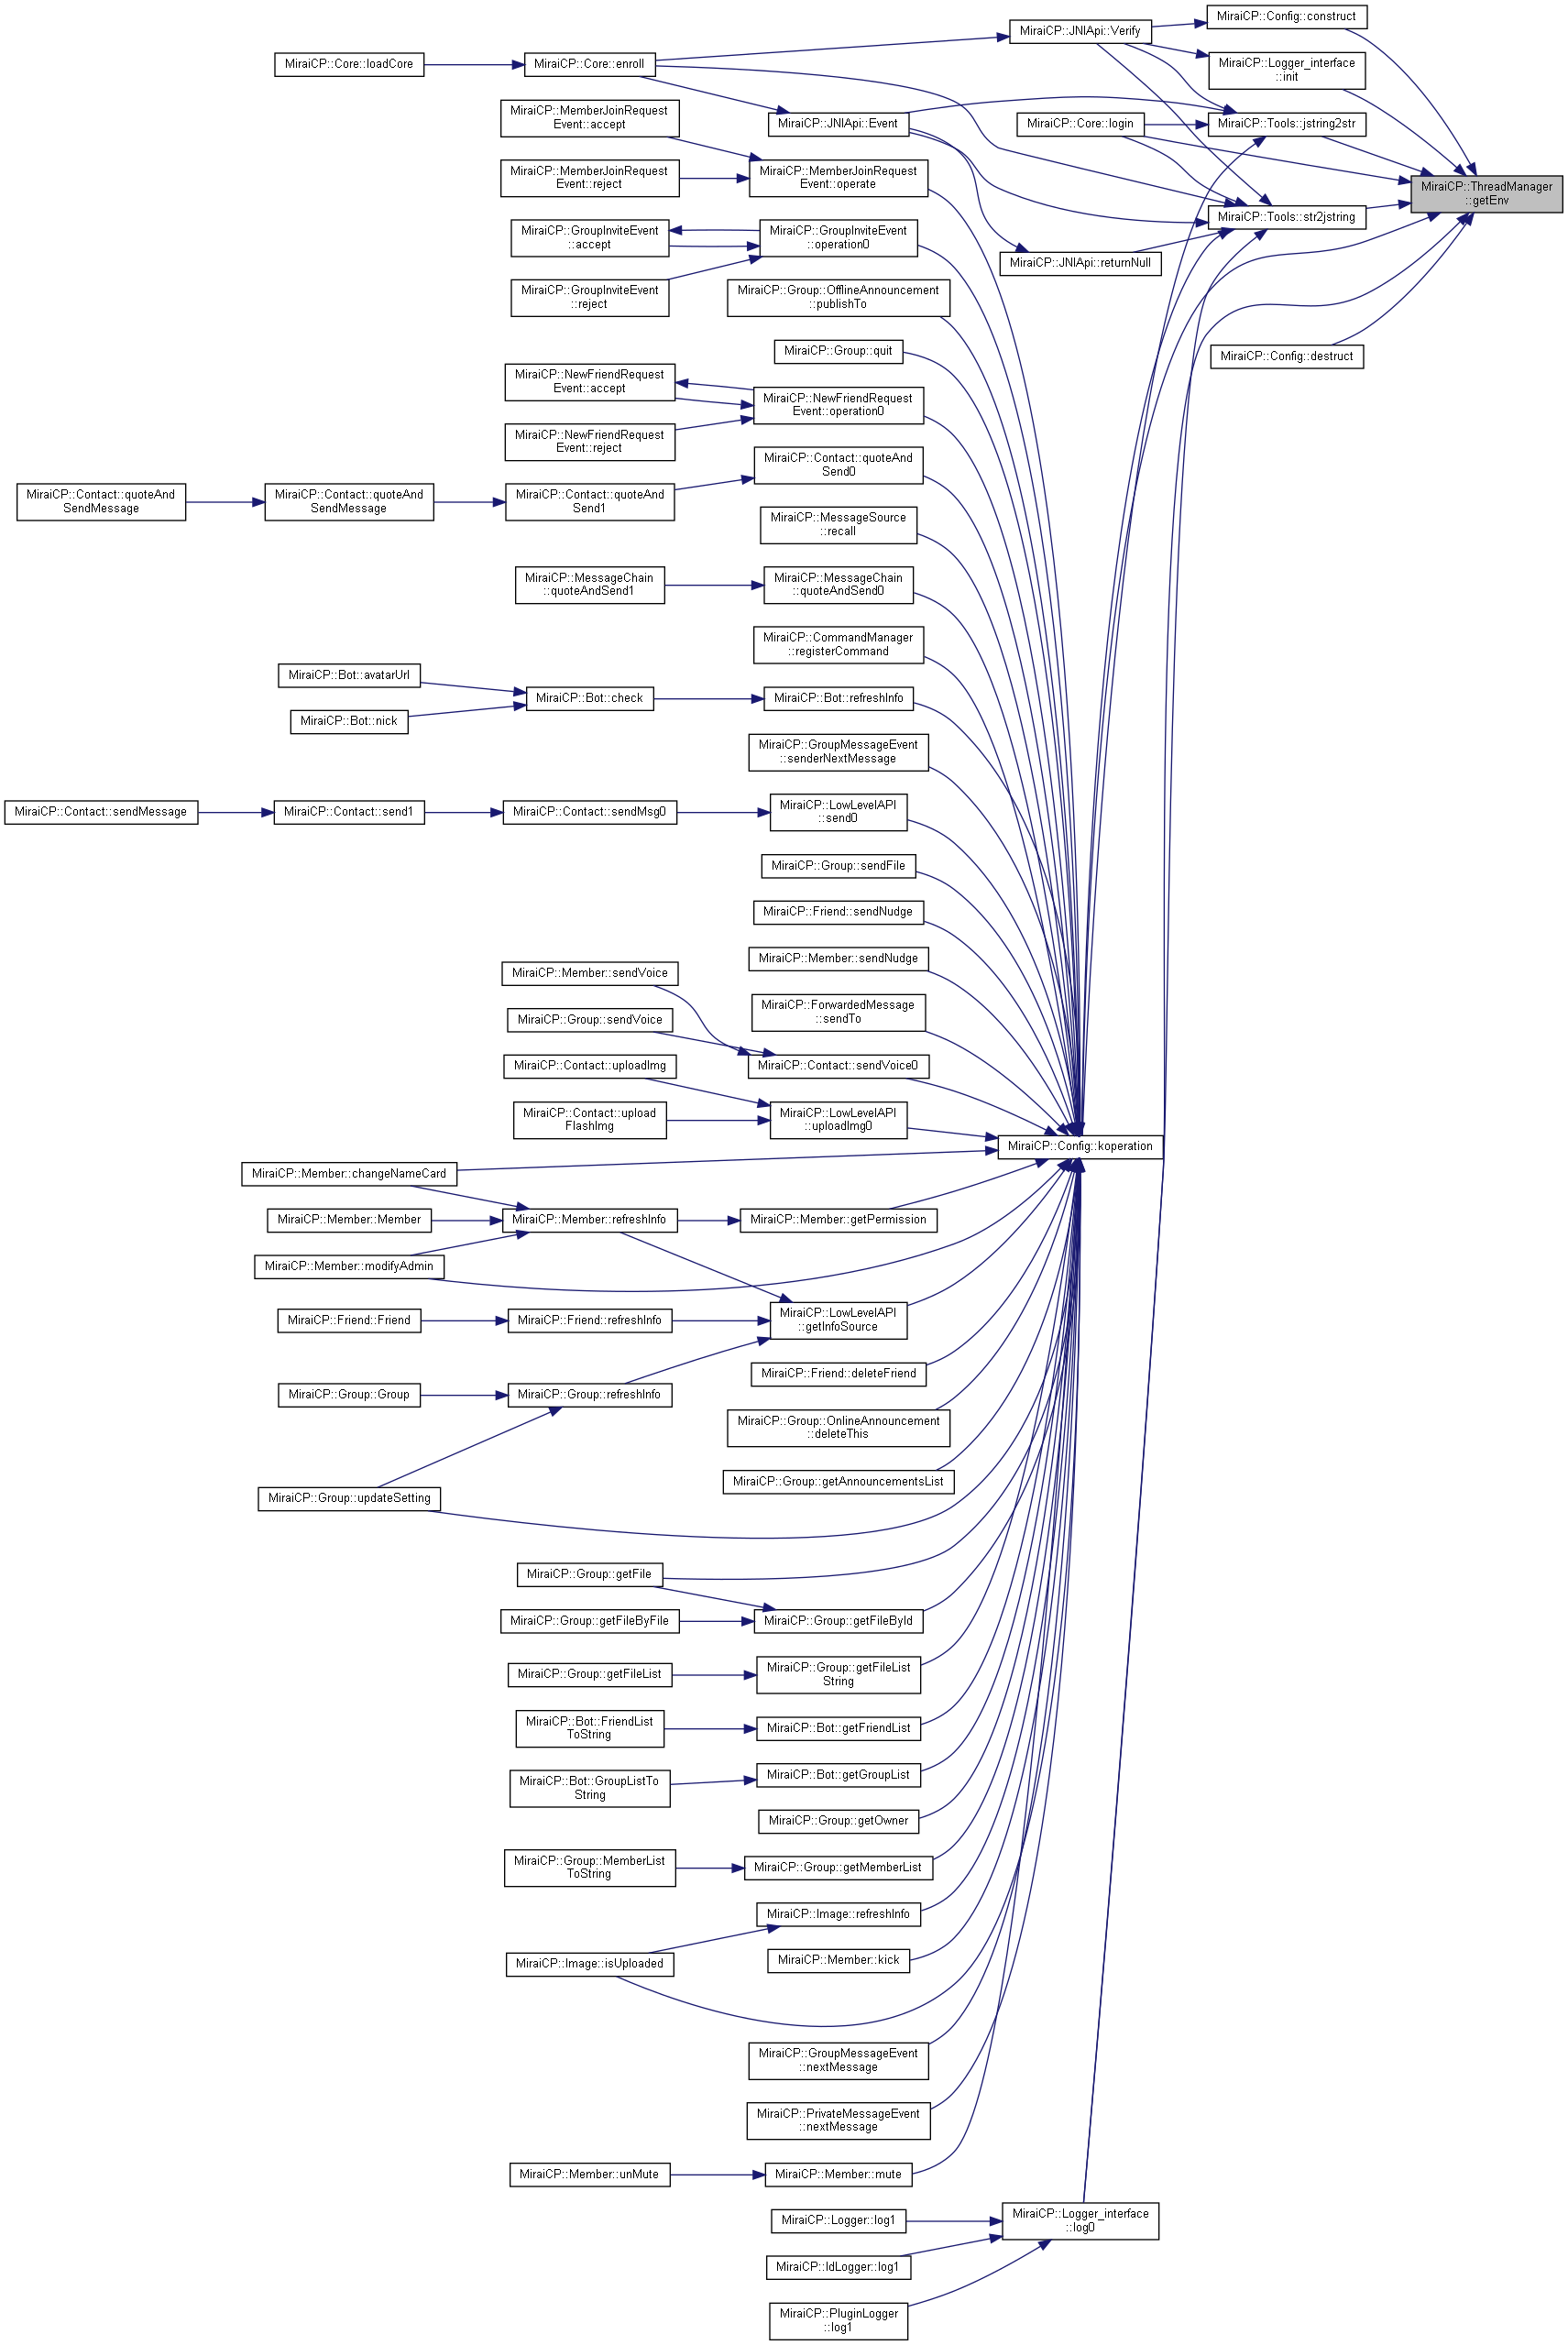 MiraiCP::Config::construct
MiraiCP::JNIApi::Verify
MiraiCP::Core::loadCore
MiraiCP::Core::enroll
MiraiCP::Logger_interface
::init
MiraiCP::MemberJoinRequest
Event::accept
MiraiCP::JNIApi::Event
MiraiCP::Core::login
MiraiCP::Tools::jstring2str
MiraiCP::MemberJoinRequest
Event::reject
MiraiCP::MemberJoinRequest
Event::operate
MiraiCP::ThreadManager
::getEnv
MiraiCP::Tools::str2jstring
MiraiCP::GroupInviteEvent
::accept
MiraiCP::GroupInviteEvent
::operation0
MiraiCP::JNIApi::returnNull
MiraiCP::GroupInviteEvent
::reject
MiraiCP::Group::OfflineAnnouncement
::publishTo
MiraiCP::Group::quit
MiraiCP::Config::destruct
MiraiCP::NewFriendRequest
Event::accept
MiraiCP::NewFriendRequest
Event::operation0
MiraiCP::NewFriendRequest
Event::reject
MiraiCP::Contact::quoteAnd
Send0
MiraiCP::Contact::quoteAnd
SendMessage
MiraiCP::Contact::quoteAnd
SendMessage
MiraiCP::Contact::quoteAnd
Send1
MiraiCP::MessageSource
::recall
MiraiCP::MessageChain
::quoteAndSend1
MiraiCP::MessageChain
::quoteAndSend0
MiraiCP::CommandManager
::registerCommand
MiraiCP::Bot::avatarUrl
MiraiCP::Bot::check
MiraiCP::Bot::refreshInfo
MiraiCP::Bot::nick
MiraiCP::GroupMessageEvent
::senderNextMessage
MiraiCP::Contact::sendMessage
MiraiCP::Contact::send1
MiraiCP::Contact::sendMsg0
MiraiCP::LowLevelAPI
::send0
MiraiCP::Group::sendFile
MiraiCP::Friend::sendNudge
MiraiCP::Member::sendNudge
MiraiCP::Member::sendVoice
MiraiCP::ForwardedMessage
::sendTo
MiraiCP::Group::sendVoice
MiraiCP::Contact::uploadImg
MiraiCP::Contact::sendVoice0
MiraiCP::Contact::upload
FlashImg
MiraiCP::LowLevelAPI
::uploadImg0
MiraiCP::Config::koperation
MiraiCP::Member::changeNameCard
MiraiCP::Member::Member
MiraiCP::Member::refreshInfo
MiraiCP::Member::getPermission
MiraiCP::Member::modifyAdmin
MiraiCP::Friend::Friend
MiraiCP::Friend::refreshInfo
MiraiCP::LowLevelAPI
::getInfoSource
MiraiCP::Friend::deleteFriend
MiraiCP::Group::Group
MiraiCP::Group::refreshInfo
MiraiCP::Group::OnlineAnnouncement
::deleteThis
MiraiCP::Group::getAnnouncementsList
MiraiCP::Group::updateSetting
MiraiCP::Group::getFile
MiraiCP::Group::getFileByFile
MiraiCP::Group::getFileById
MiraiCP::Group::getFileList
MiraiCP::Group::getFileList
String
MiraiCP::Bot::FriendList
ToString
MiraiCP::Bot::getFriendList
MiraiCP::Bot::GroupListTo
String
MiraiCP::Bot::getGroupList
MiraiCP::Group::getOwner
MiraiCP::Group::MemberList
ToString
MiraiCP::Group::getMemberList
MiraiCP::Image::refreshInfo
MiraiCP::Image::isUploaded
MiraiCP::Member::kick
MiraiCP::GroupMessageEvent
::nextMessage
MiraiCP::PrivateMessageEvent
::nextMessage
MiraiCP::Member::unMute
MiraiCP::Member::mute
MiraiCP::Logger::log1
MiraiCP::Logger_interface
::log0
MiraiCP::IdLogger::log1
MiraiCP::PluginLogger
::log1